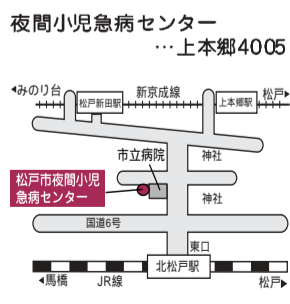 夜間小児急病センター
…上本郷4005
みのり台
新京成線
松戸
松戸新田駅
上本郷駅
市立病院
神社
松戸市夜間小児
急病センター
神社
国道6号
東口
北松戸駅
馬橋
JR線
松戸